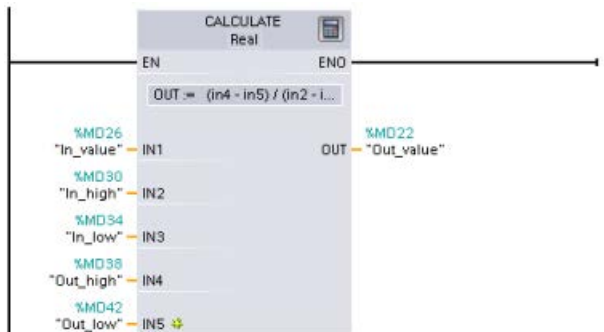 CALCULATE
Real
EN ENO
OUT := (in4 - in5) / (in2 - i...
%MD26
"In_value" IN1
%MD22
OUT "Out_value"
%MD30
"In_high" IN2
%MD34
"In_low" IN3
%MD38
"Out_high" IN4
%MD42
"Out_low" IN5